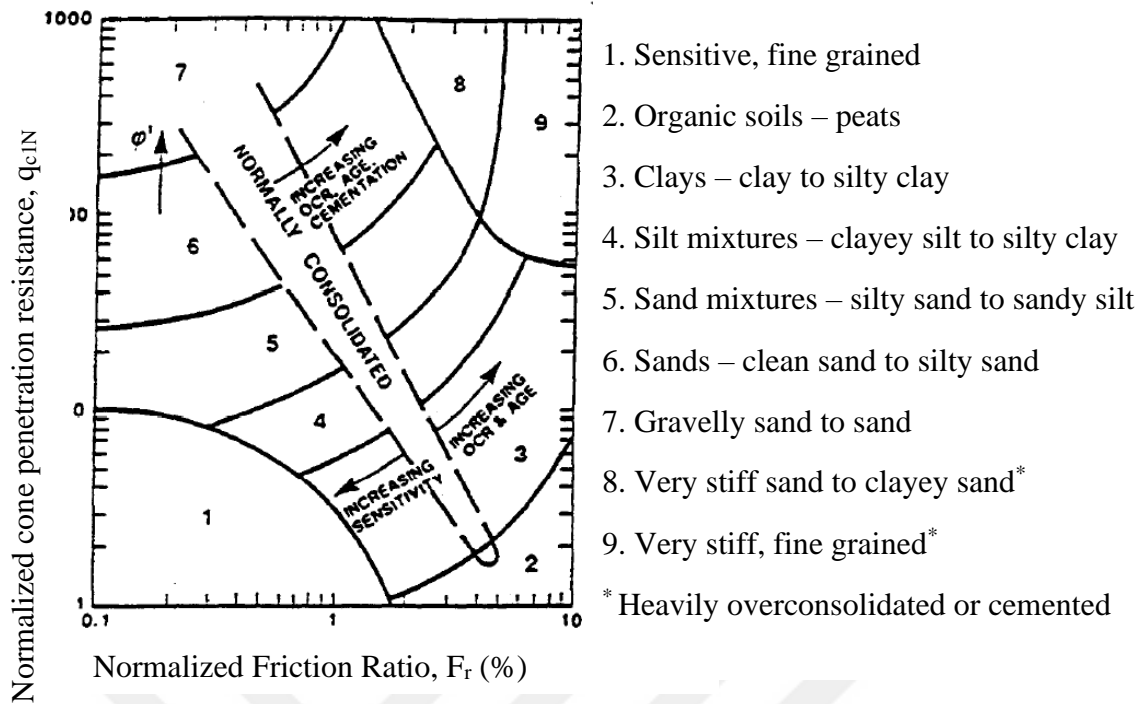 1000
7
8
9
φ'
NORMALLY CONSOLIDATED
INCREASING
OCR, AGE,
CEMENTATION
00
6
5
0
4
INCREASING
OCR & AGE
3
INCREASING
SENSITIVITY
1
2
1
0.1
1
10
Normalized cone penetration resistance, qc1N
Normalized Friction Ratio, Fr (%)
1. Sensitive, fine grained
2. Organic soils – peats
3. Clays – clay to silty clay
4. Silt mixtures – clayey silt to silty clay
5. Sand mixtures – silty sand to sandy silt
6. Sands – clean sand to silty sand
7. Gravelly sand to sand
8. Very stiff sand to clayey sand*
9. Very stiff, fine grained*
* Heavily overconsolidated or cemented